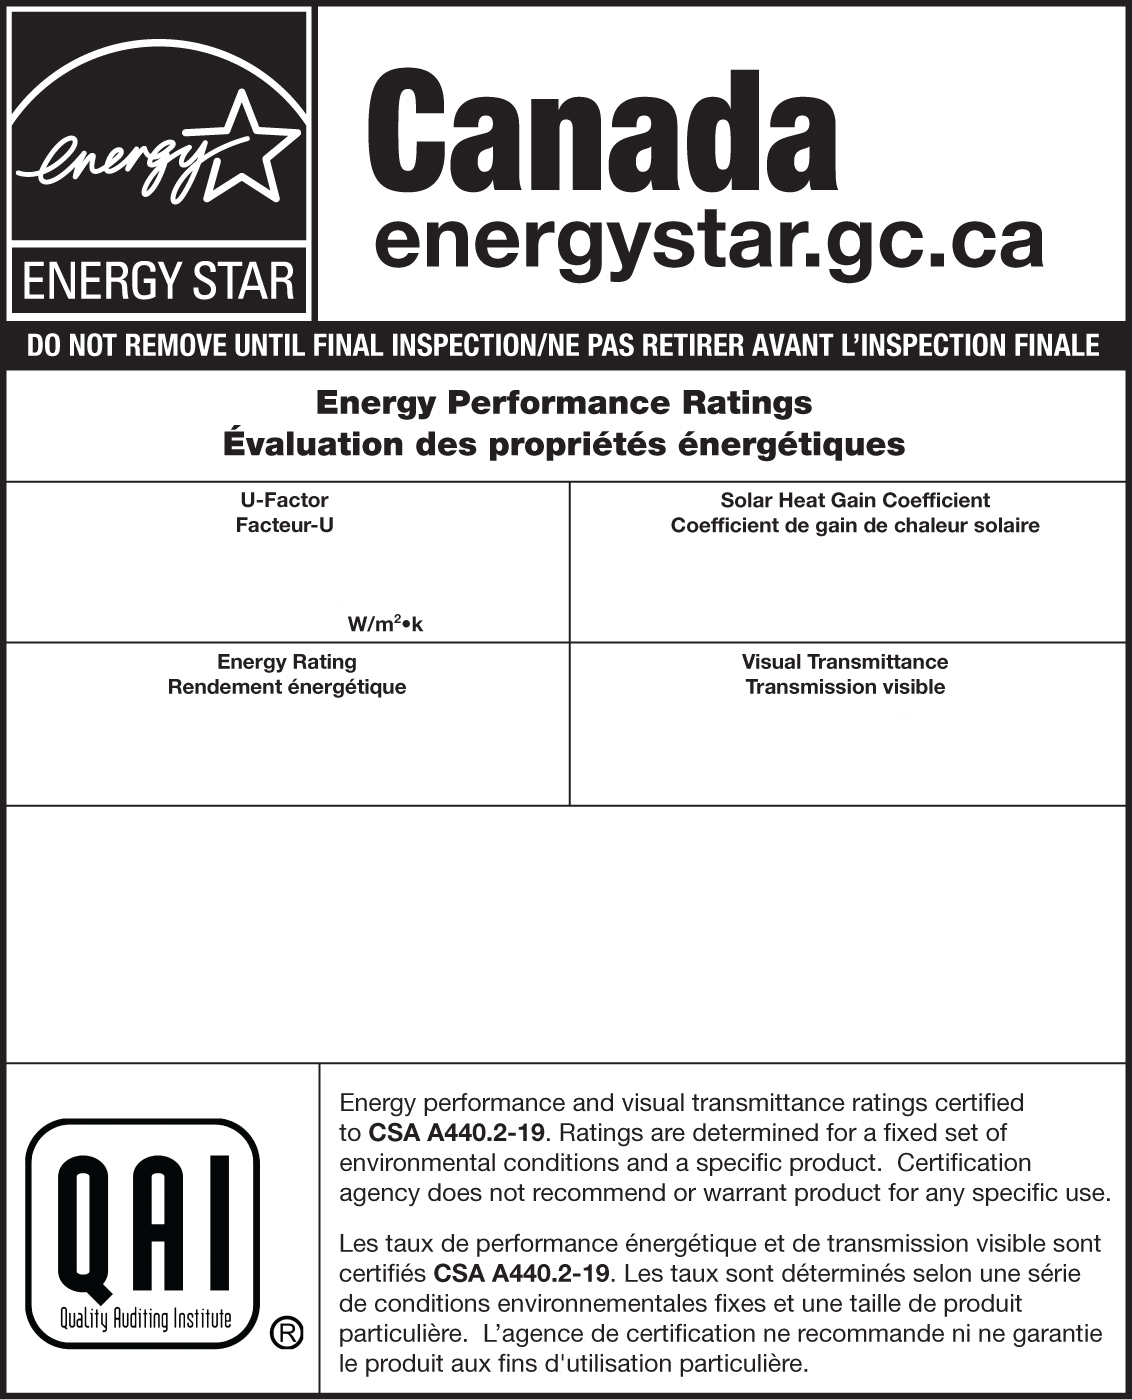 energy
ENERGY STAR
Canada
energystar.gc.ca
DO NOT REMOVE UNTIL FINAL INSPECTION/NE PAS RETIRER AVANT L’INSPECTION FINALE
Energy Performance Ratings
Évaluation des propriétés énergétiques
U-Factor
Facteur-U
W/m²•k
Solar Heat Gain Coefficient
Coefficient de gain de chaleur solaire
Energy Rating
Rendement énergétique
Visual Transmittance
Transmission visible
QAI
Quality Auditing Institute
®
Energy performance and visual transmittance ratings certified
to CSA A440.2-19. Ratings are determined for a fixed set of
environmental conditions and a specific product.  Certification
agency does not recommend or warrant product for any specific use.
Les taux de performance énergétique et de transmission visible sont
certifiés CSA A440.2-19. Les taux sont déterminés selon une série
de conditions environnementales fixes et une taille de produit
particulière.  L’agence de certification ne recommande ni ne garantie
le produit aux fins d'utilisation particulière.